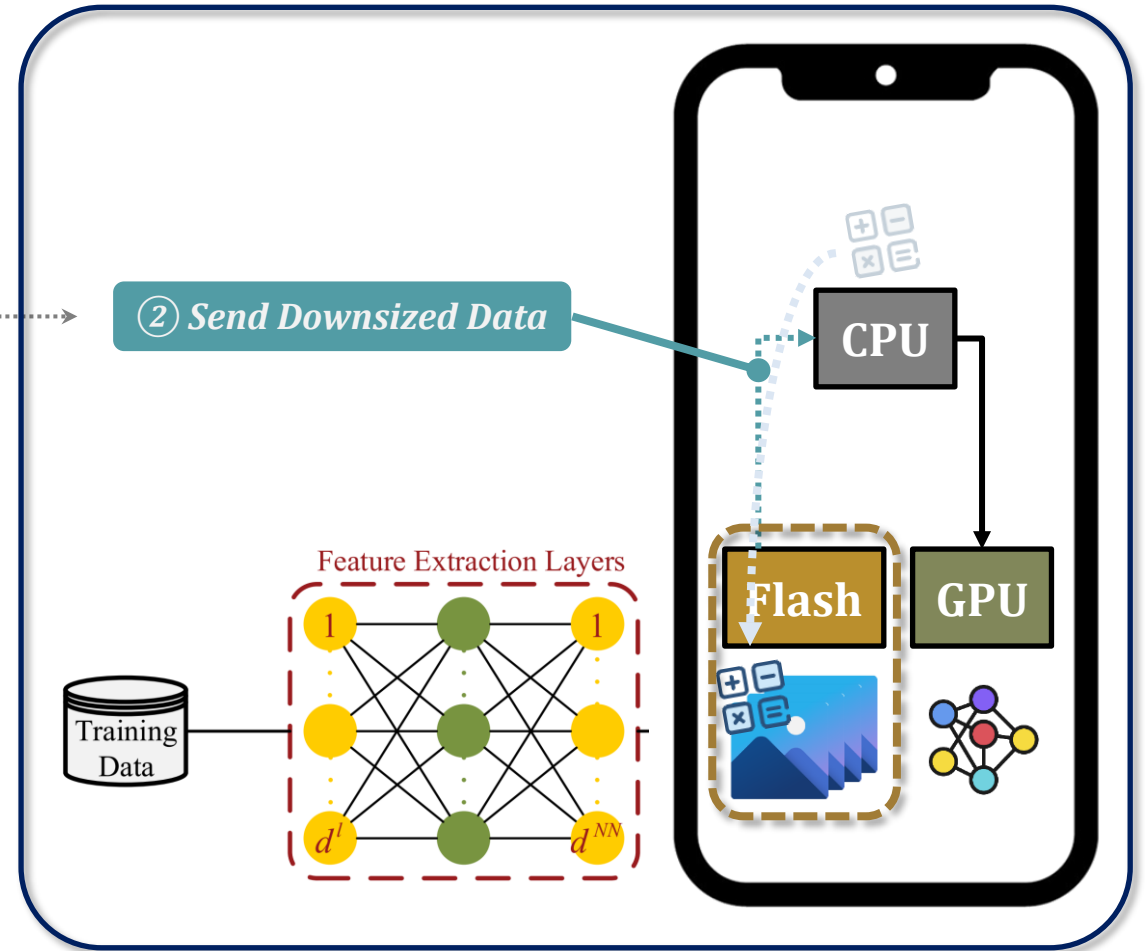 ② Send Downsized Data
CPU
Flash
GPU
Feature Extraction Layers
1
1
Training
Data
d^l
d^NN